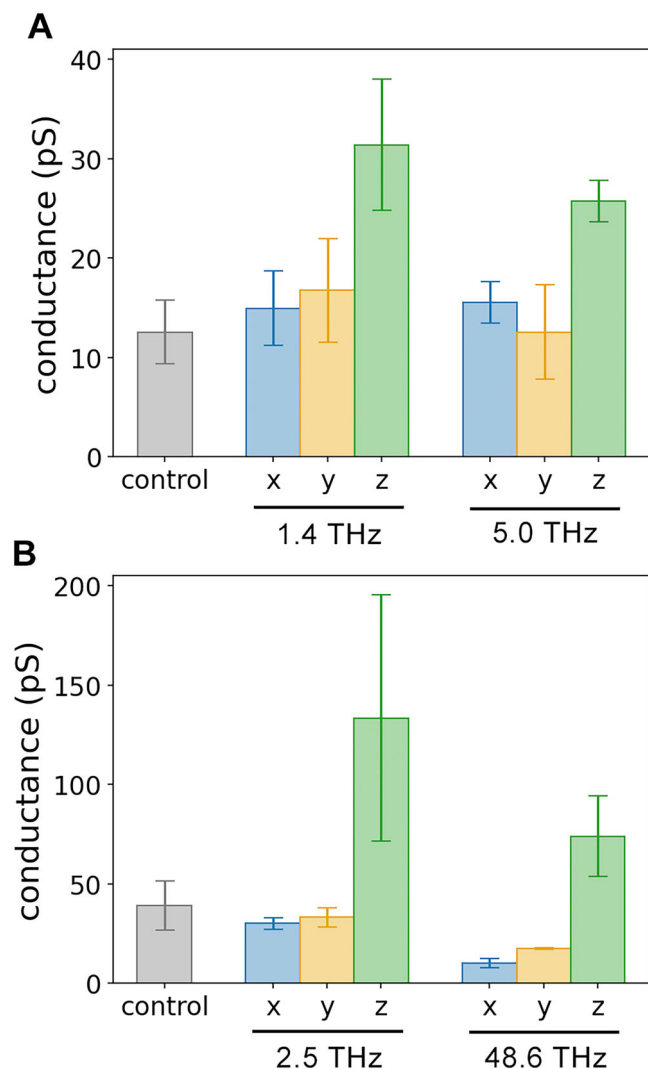 A
conductance (pS)
40
30
20
10
0
control x y z x y z
1.4 THz 5.0 THz
B
conductance (pS)
200
150
100
50
0
control x y z x y z
2.5 THz 48.6 THz